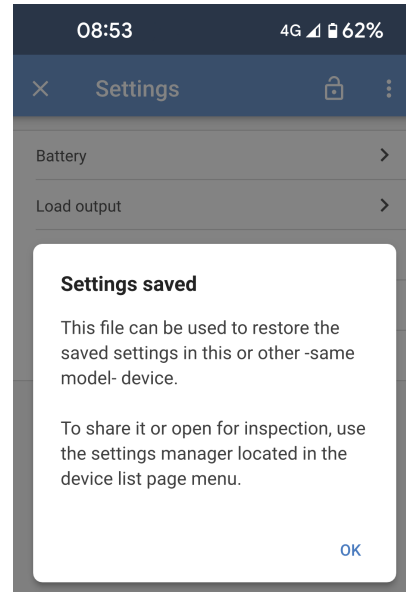 08:53 4G 62%
Settings
Battery
Load output
Settings saved
This file can be used to restore the
saved settings in this or other -same
model- device.
To share it or open for inspection, use
the settings manager located in the
device list page menu.
OK